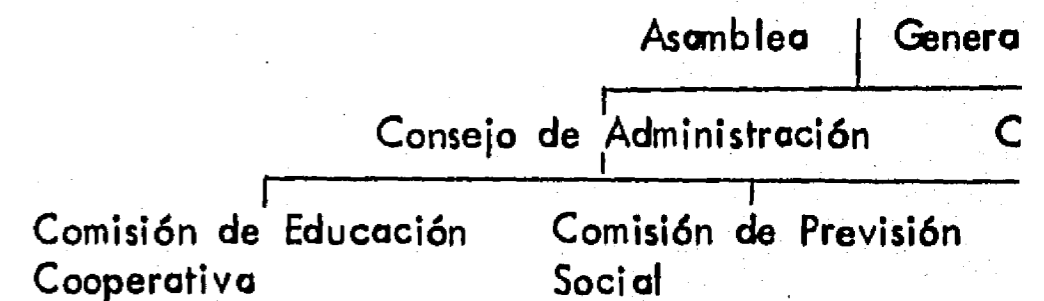 Asamblea Genera
Consejo de Administración C
Comisión de Educación Comisión de Previsión
Cooperativa Social